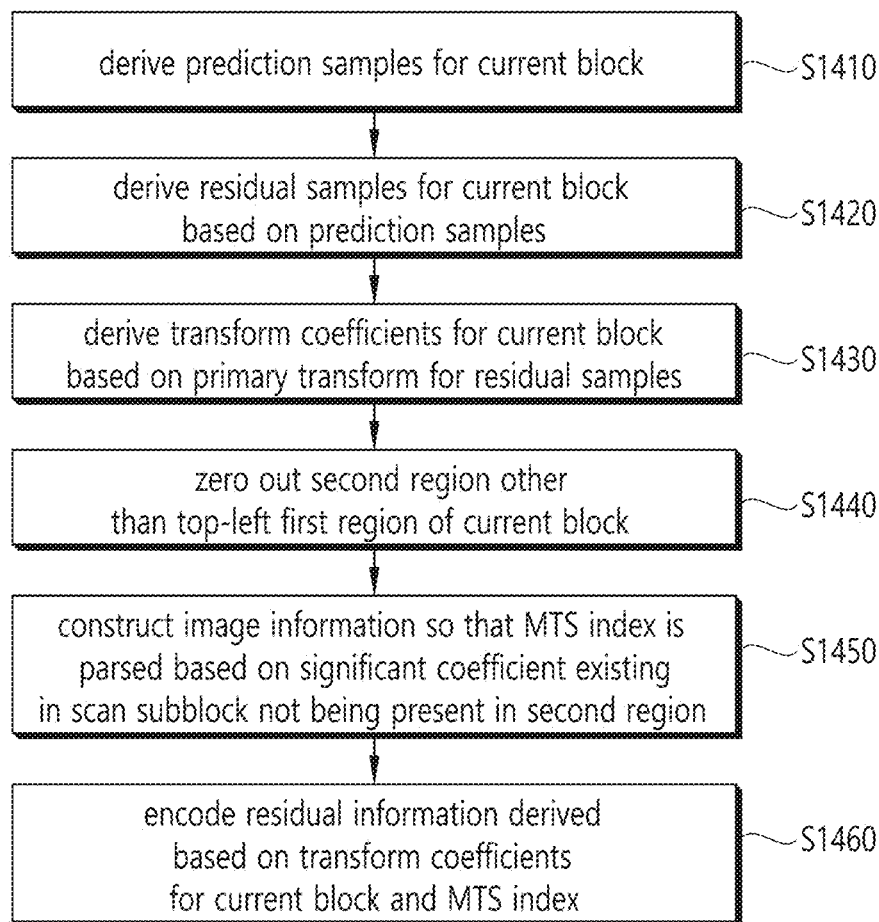 derive prediction samples for current block
S1410
derive residual samples for current block
based on prediction samples
S1420
derive transform coefficients for current block
based on primary transform for residual samples
S1430
zero out second region other
than top-left first region of current block
S1440
construct image information so that MTS index is
parsed based on significant coefficient existing
in scan subblock not being present in second region
S1450
encode residual information derived
based on transform coefficients
for current block and MTS index
S1460